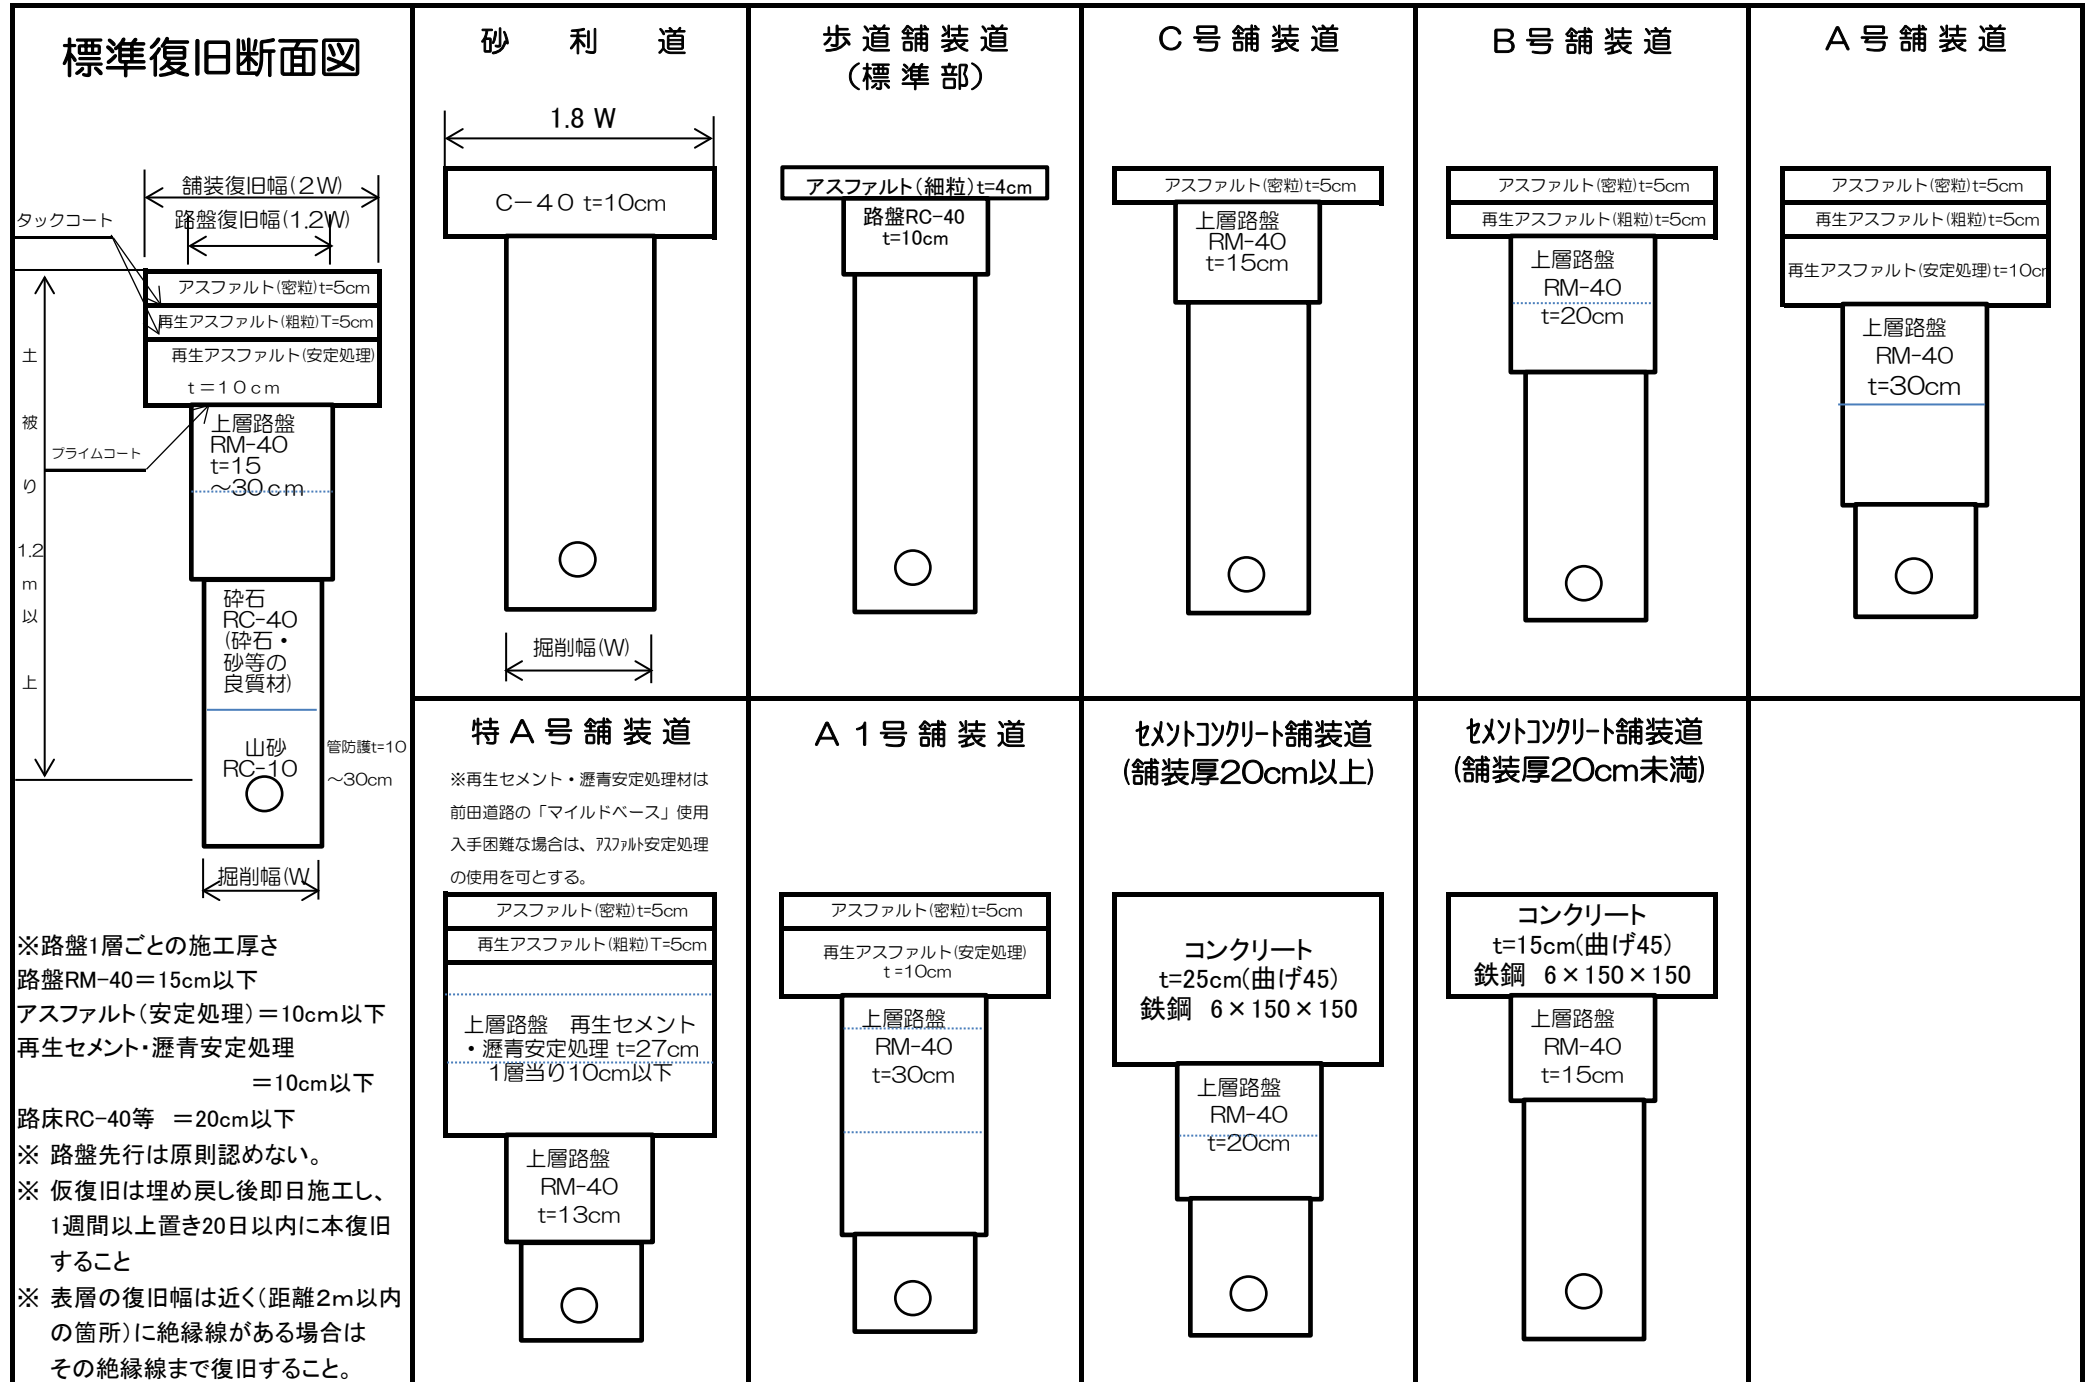 標準復旧断面図
舗装復旧幅(2W)
路盤復旧幅(1.2W)
タックコート
アスファルト(密粒)t=5cm
再生アスファルト(粗粒)T=5cm
再生アスファルト(安定処理)
t=10cm
上層路盤
RM-40
t=15
～30cm
プライムコート
土被り1.2m以上
砕石
RC-40
(砕石・
砂等の
良質材)
山砂
RC-10
管防護t=10
～30cm
掘削幅(W
※路盤1層ごとの施工厚さ
路盤RM-40＝15cm以下
アスファルト(安定処理)＝10cm以下
再生セメント・瀝青安定処理
＝10cm以下
路床RC-40等　＝20cm以下
※ 路盤先行は原則認めない。
※ 仮復旧は埋め戻し後即日施工し、
1週間以上置き20日以内に本復旧
すること
※ 表層の復旧幅は近く(距離2m以内
の箇所)に絶縁線がある場合は
その絶縁線まで復旧すること。
砂　利　道
1.8 W
C－40 t=10cm
掘削幅(W)
歩道舗装道
(標準部)
アスファルト(細粒)t=4cm
路盤RC-40
t=10cm
C号舗装道
アスファルト(密粒)t=5cm
上層路盤
RM-40
t=15cm
B号舗装道
アスファルト(密粒)t=5cm
再生アスファルト(粗粒)t=5cm
上層路盤
RM-40
t=20cm
A号舗装道
アスファルト(密粒)t=5cm
再生アスファルト(粗粒)t=5cm
再生アスファルト(安定処理)t=10cm
上層路盤
RM-40
t=30cm
特A号舗装道
※再生セメント・瀝青安定処理材は
前田道路の「マイルドベース」使用
入手困難な場合は、ｱｽﾌｧﾙﾄ安定処理
の使用を可とする。
アスファルト(密粒)t=5cm
再生アスファルト(粗粒)T=5cm
上層路盤　再生セメント
・瀝青安定処理 t=27cm
1層当り10cm以下
上層路盤
RM-40
t=13cm
A1号舗装道
アスファルト(密粒)t=5cm
再生アスファルト(安定処理)
t=10cm
上層路盤
RM-40
t=30cm
ｾﾒﾝﾄｺﾝｸﾘｰﾄ舗装道
(舗装厚20cm以上)
コンクリート
t=25cm(曲げ45)
鉄鋼　6×150×150
上層路盤
RM-40
t=20cm
ｾﾒﾝﾄｺﾝｸﾘｰﾄ舗装道
(舗装厚20cm未満)
コンクリート
t=15cm(曲げ45)
鉄鋼　6×150×150
上層路盤
RM-40
t=15cm